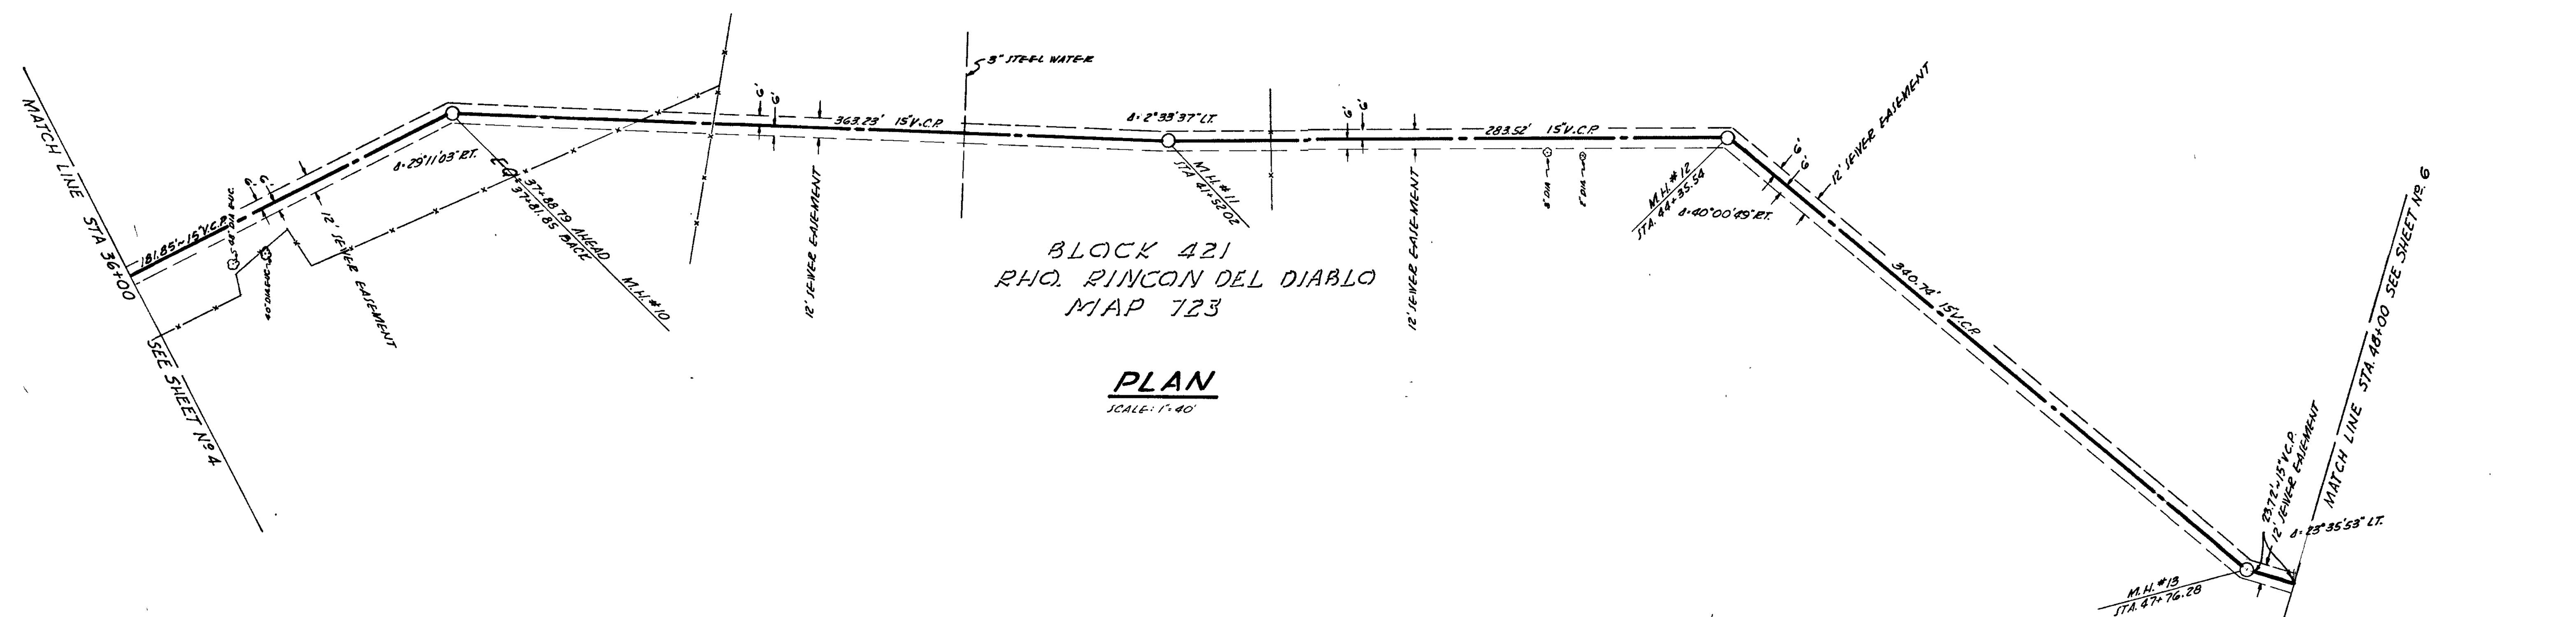 MATCH LINE STA 36+00
SEE SHEET Nº 4
181.85'~15"V.C.P.
6'
6'
12' SEWER EASEMENT
Δ=29°11'03" RT.
EQ 37+88.79 AHEAD
37+81.85 BACK
M.H. #10
6'
6'
363.23' 15"V.C.P.
12' SEWER EASEMENT
3" STEEL WATER
Δ=2°33'37" LT.
M.H. #11
STA 41+52.02
6'
6'
283.52' 15"V.C.P.
12' SEWER EASEMENT
8" DIA
M.H. #12
STA. 44+35.54
Δ=40°00'49" RT.
6'
6'
12' SEWER EASEMENT
340.74' 15"V.C.P.
BLOCK 421
RHO. RINCON DEL DIABLO
MAP 723
PLAN
SCALE: 1"=40'
M.H. #13
STA. 47+76.28
23.72'~15"V.C.P.
12' SEWER EASEMENT
Δ=23°35'53" LT.
MATCH LINE STA. 48+00 SEE SHEET Nº. 6